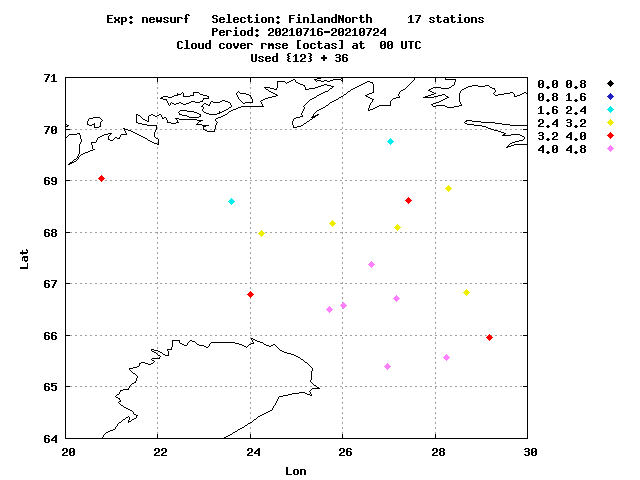 Exp: newsurf Selection: FinlandNorth 17 stations
Period: 20210716-20210724
Cloud cover rmse [octas] at 00 UTC
Used {12} + 36
0.0 0.8
0.8 1.6
1.6 2.4
2.4 3.2
3.2 4.0
4.0 4.8
71
70
69
68
67
66
65
64
Lat
20 22 24 26 28 30
Lon